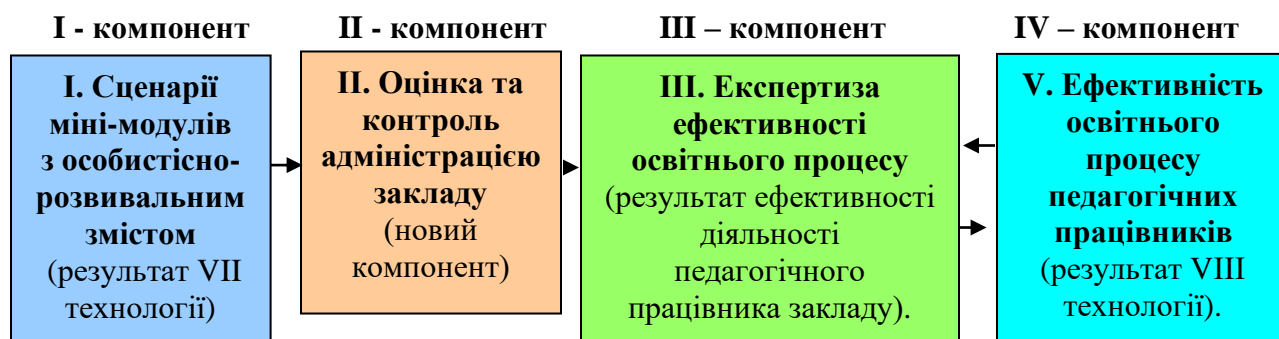 I - компонент
II - компонент
III – компонент
IV – компонент
I. Сценарії
міні-модулів
з особистісно-
розвивальним
змістом
(результат VII
технології)
II. Оцінка та
контроль
адміністрацією
закладу
(новий
компонент)
III. Експертиза
ефективності
освітнього процесу
(результат ефективності
діяльності
педагогічного
працівника закладу).
V. Ефективність
освітнього
процесу
педагогічних
працівників
(результат VIII
технології).